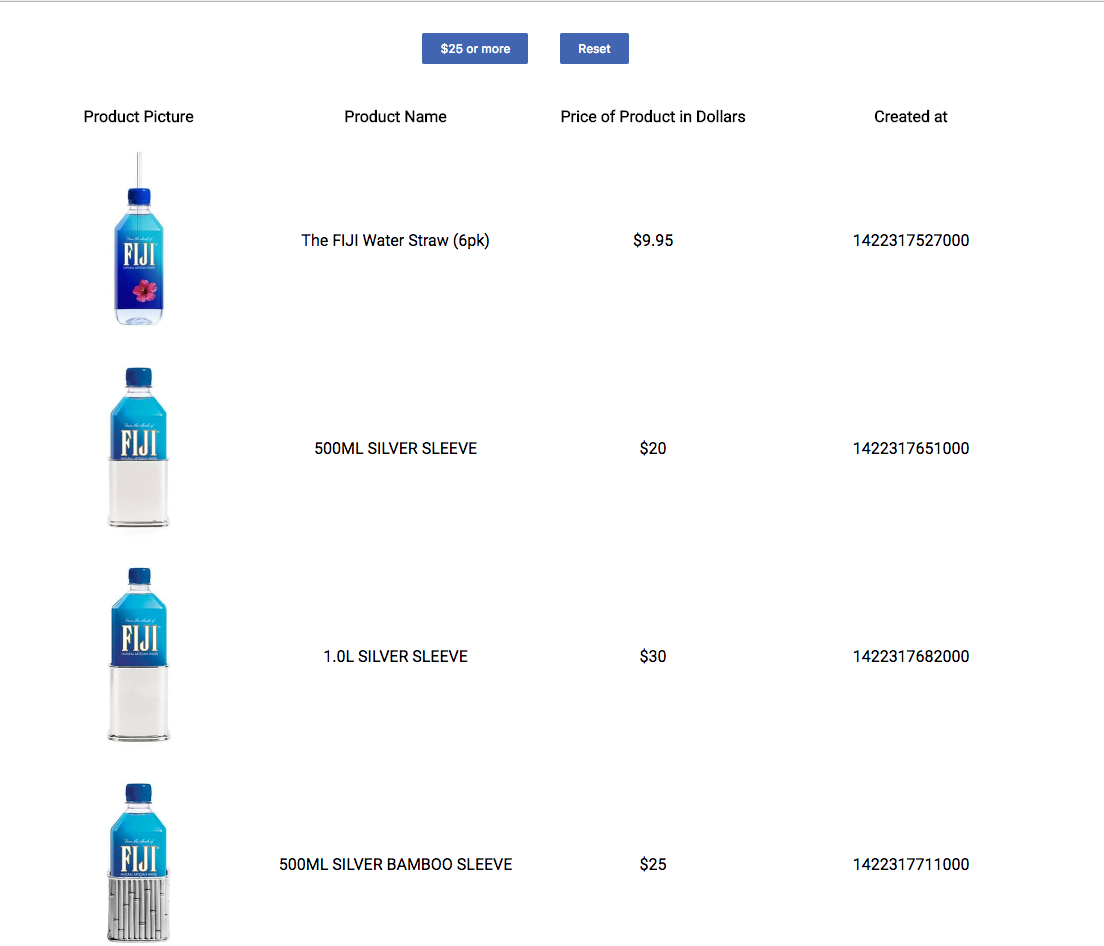 $25 or more Reset
Product Picture Product Name Price of Product in Dollars Created at
FIJI
The FIJI Water Straw (6pk) $9.95 1422317527000
FIJI
500ML SILVER SLEEVE $20 1422317651000
FIJI
1.0L SILVER SLEEVE $30 1422317682000
FIJI
500ML SILVER BAMBOO SLEEVE $25 1422317711000